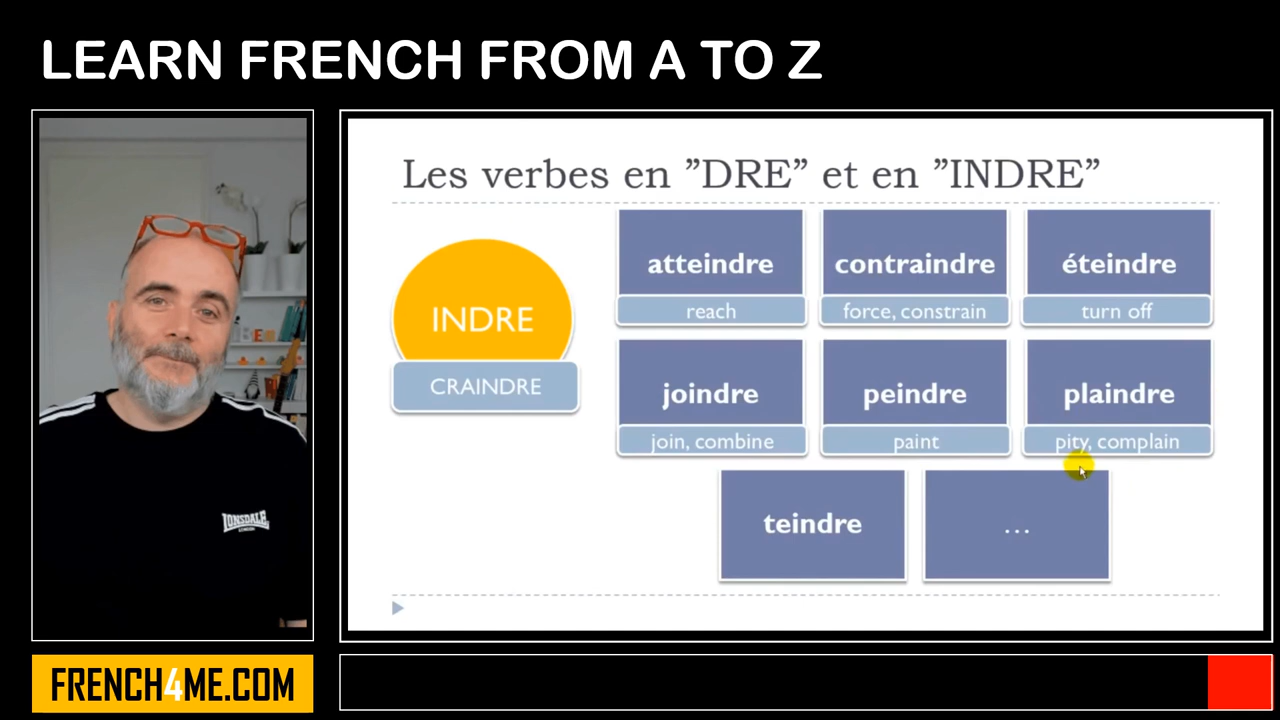 LEARN FRENCH FROM A TO Z
Les verbes en ”DRE” et en ”INDRE”
INDRE
CRAINDRE
atteindre
reach
contraindre
force, constrain
éteindre
turn off
joindre
join, combine
peindre
paint
plaindre
pity, complain
teindre
...
LONSDALE
LONDON
FRENCH4ME.COM